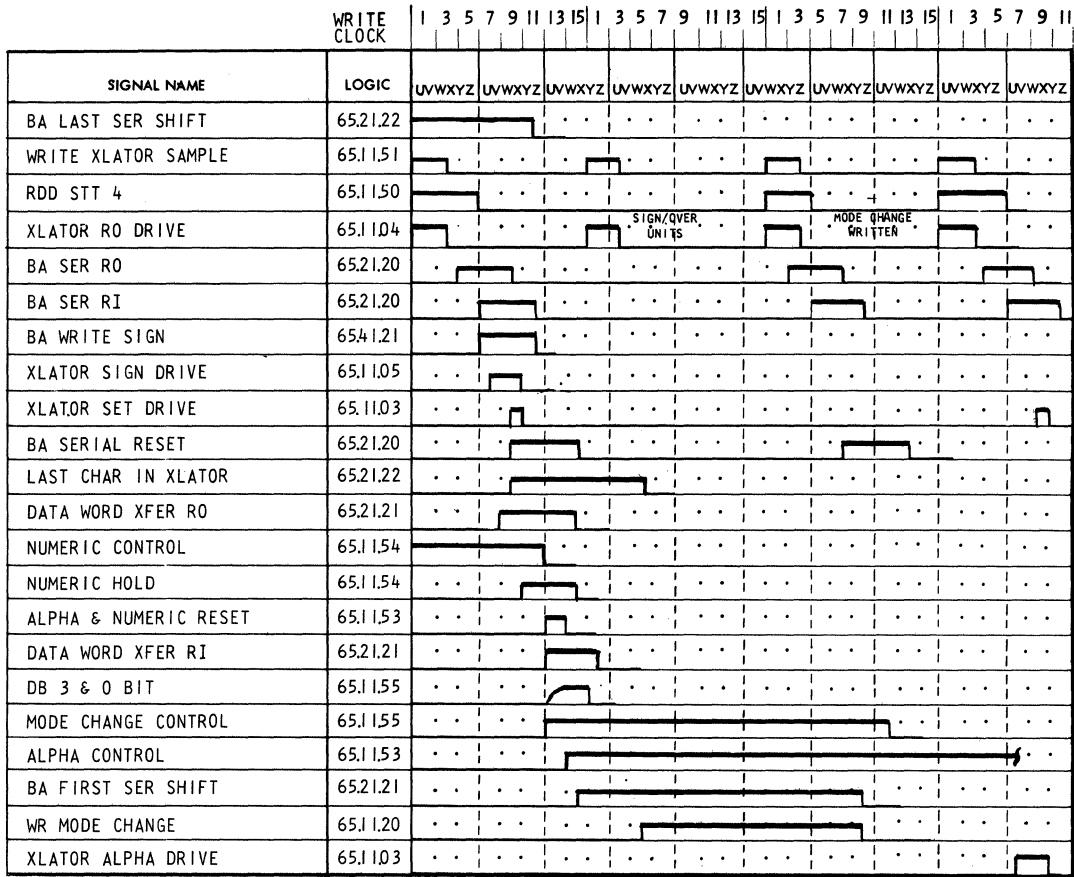 WRITE CLOCK 1 3 5 7 9 11 13 15 1 3 5 7 9 11 13 15 1 3 5 7 9 11 13 15 1 3 5 7 9 11
SIGNAL NAME LOGIC UVWXYZ UVWXYZ UVWXYZ UVWXYZ UVWXYZ UVWXYZ UVWXYZ UVWXYZ UVWXYZ UVWXYZ
BA LAST SER SHIFT 65.21.22
WRITE XLATOR SAMPLE 65.11.51
RDD STT 4 65.11.50
XLATOR RO DRIVE 65.11.04 SIGN/OVER UNITS MODE CHANGE WRITTEN
BA SER RO 65.21.20
BA SER RI 65.21.20
BA WRITE SIGN 65.41.21
XLATOR SIGN DRIVE 65.11.05
XLATOR SET DRIVE 65.11.03
BA SERIAL RESET 65.21.20
LAST CHAR IN XLATOR 65.21.22
DATA WORD XFER RO 65.21.21
NUMERIC CONTROL 65.11.54
NUMERIC HOLD 65.11.54
ALPHA & NUMERIC RESET 65.11.53
DATA WORD XFER RI 65.21.21
DB 3 & 0 BIT 65.11.55
MODE CHANGE CONTROL 65.11.55
ALPHA CONTROL 65.11.53
BA FIRST SER SHIFT 65.21.21
WR MODE CHANGE 65.11.20
XLATOR ALPHA DRIVE 65.11.03